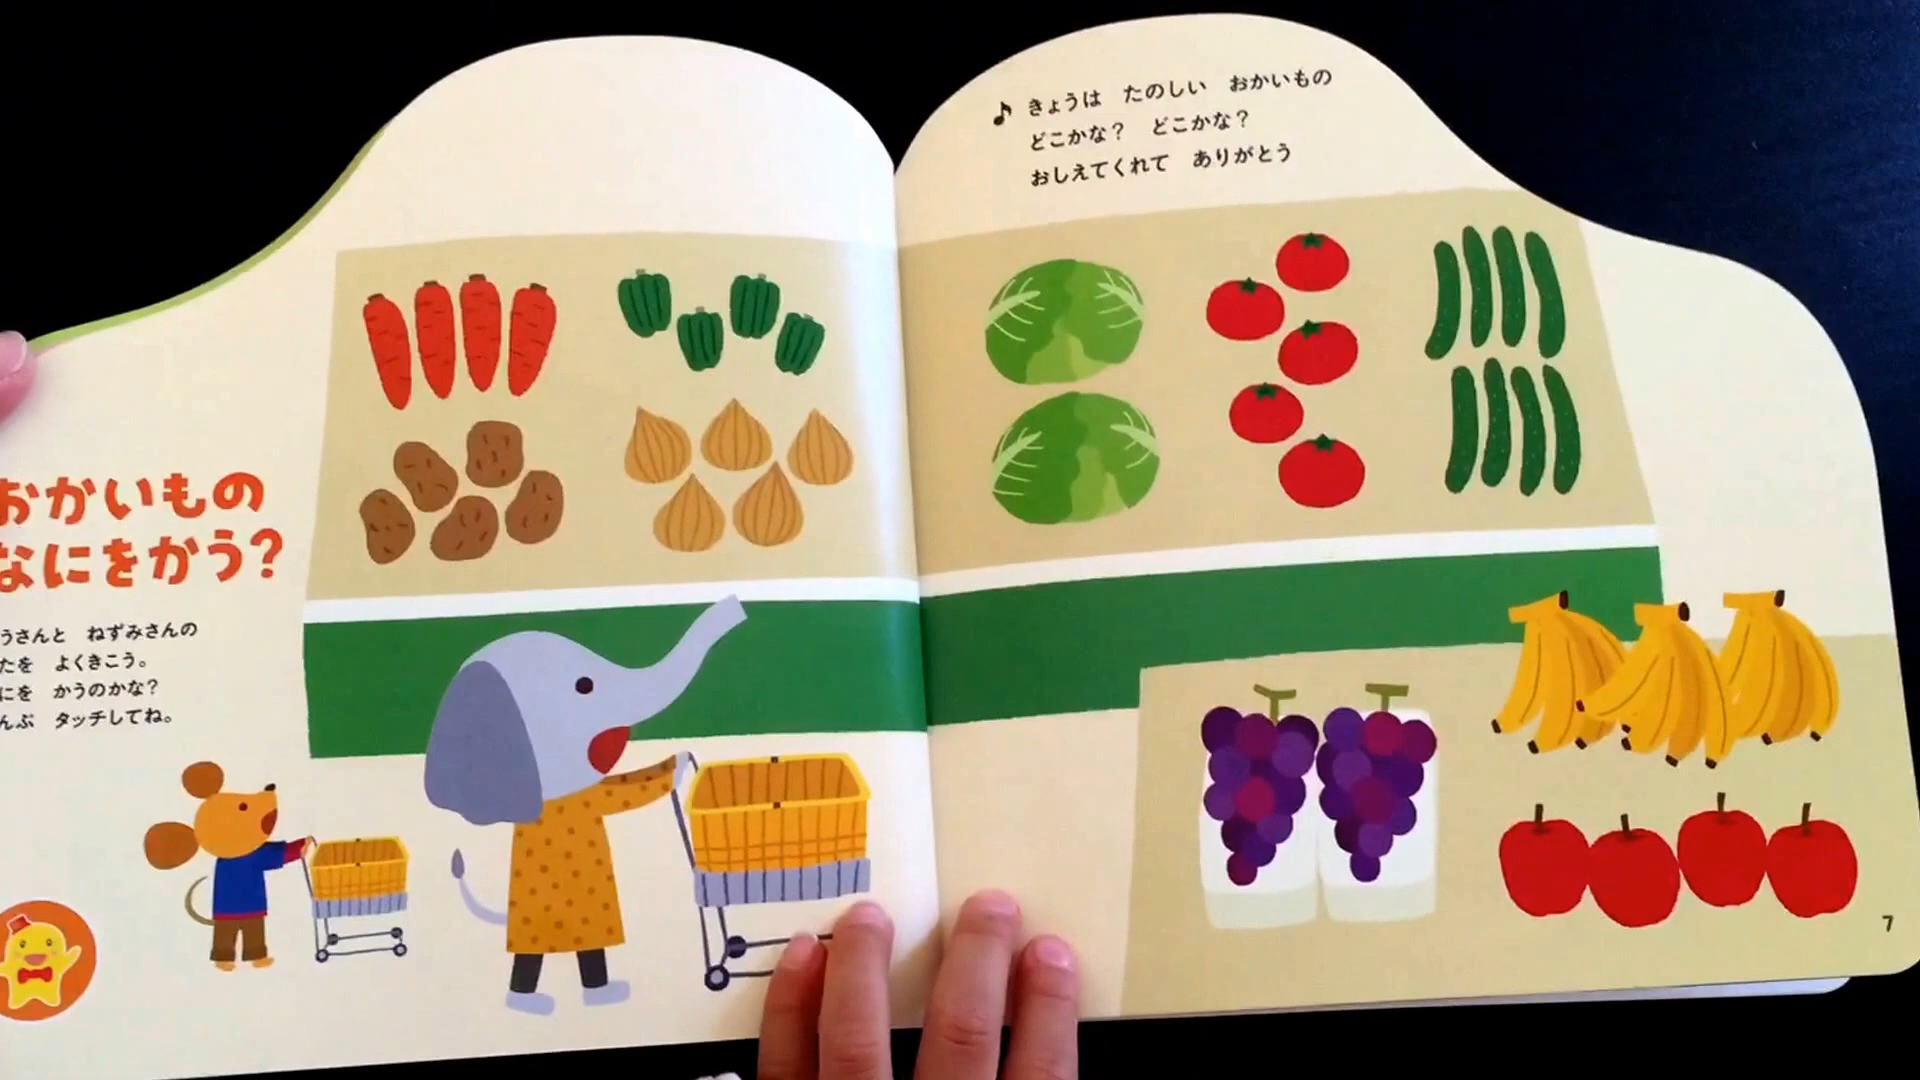 おかいもの
なにをかう?
うさんと ねずみさんの
たを よくきこう。
にを かうのかな?
んぶ タッチしてね。
♪ きょうは たのしい おかいもの
どこかな? どこかな?
おしえてくれて ありがとう
7